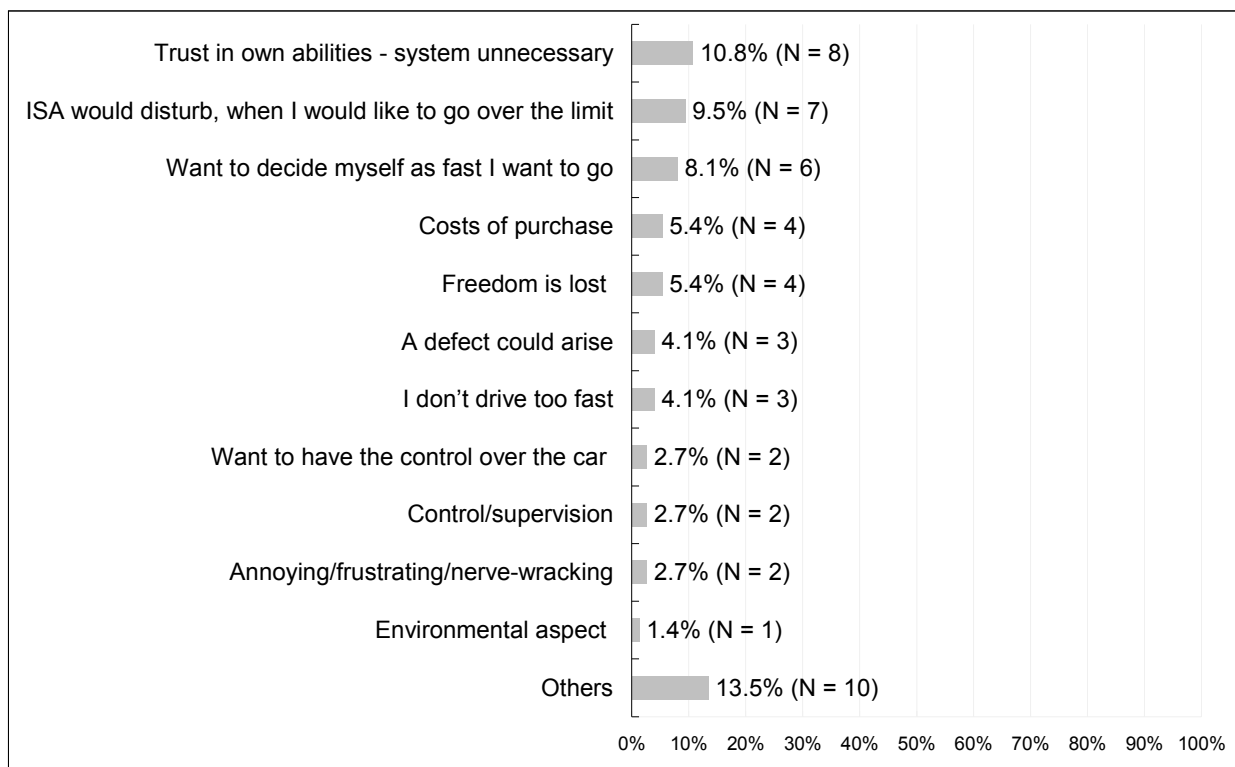 Trust in own abilities - system unnecessary 10.8% (N = 8)
ISA would disturb, when I would like to go over the limit 9.5% (N = 7)
Want to decide myself as fast I want to go 8.1% (N = 6)
Costs of purchase 5.4% (N = 4)
Freedom is lost 5.4% (N = 4)
A defect could arise 4.1% (N = 3)
I don’t drive too fast 4.1% (N = 3)
Want to have the control over the car 2.7% (N = 2)
Control/supervision 2.7% (N = 2)
Annoying/frustrating/nerve-wracking 2.7% (N = 2)
Environmental aspect 1.4% (N = 1)
Others 13.5% (N = 10)
0% 10% 20% 30% 40% 50% 60% 70% 80% 90% 100%